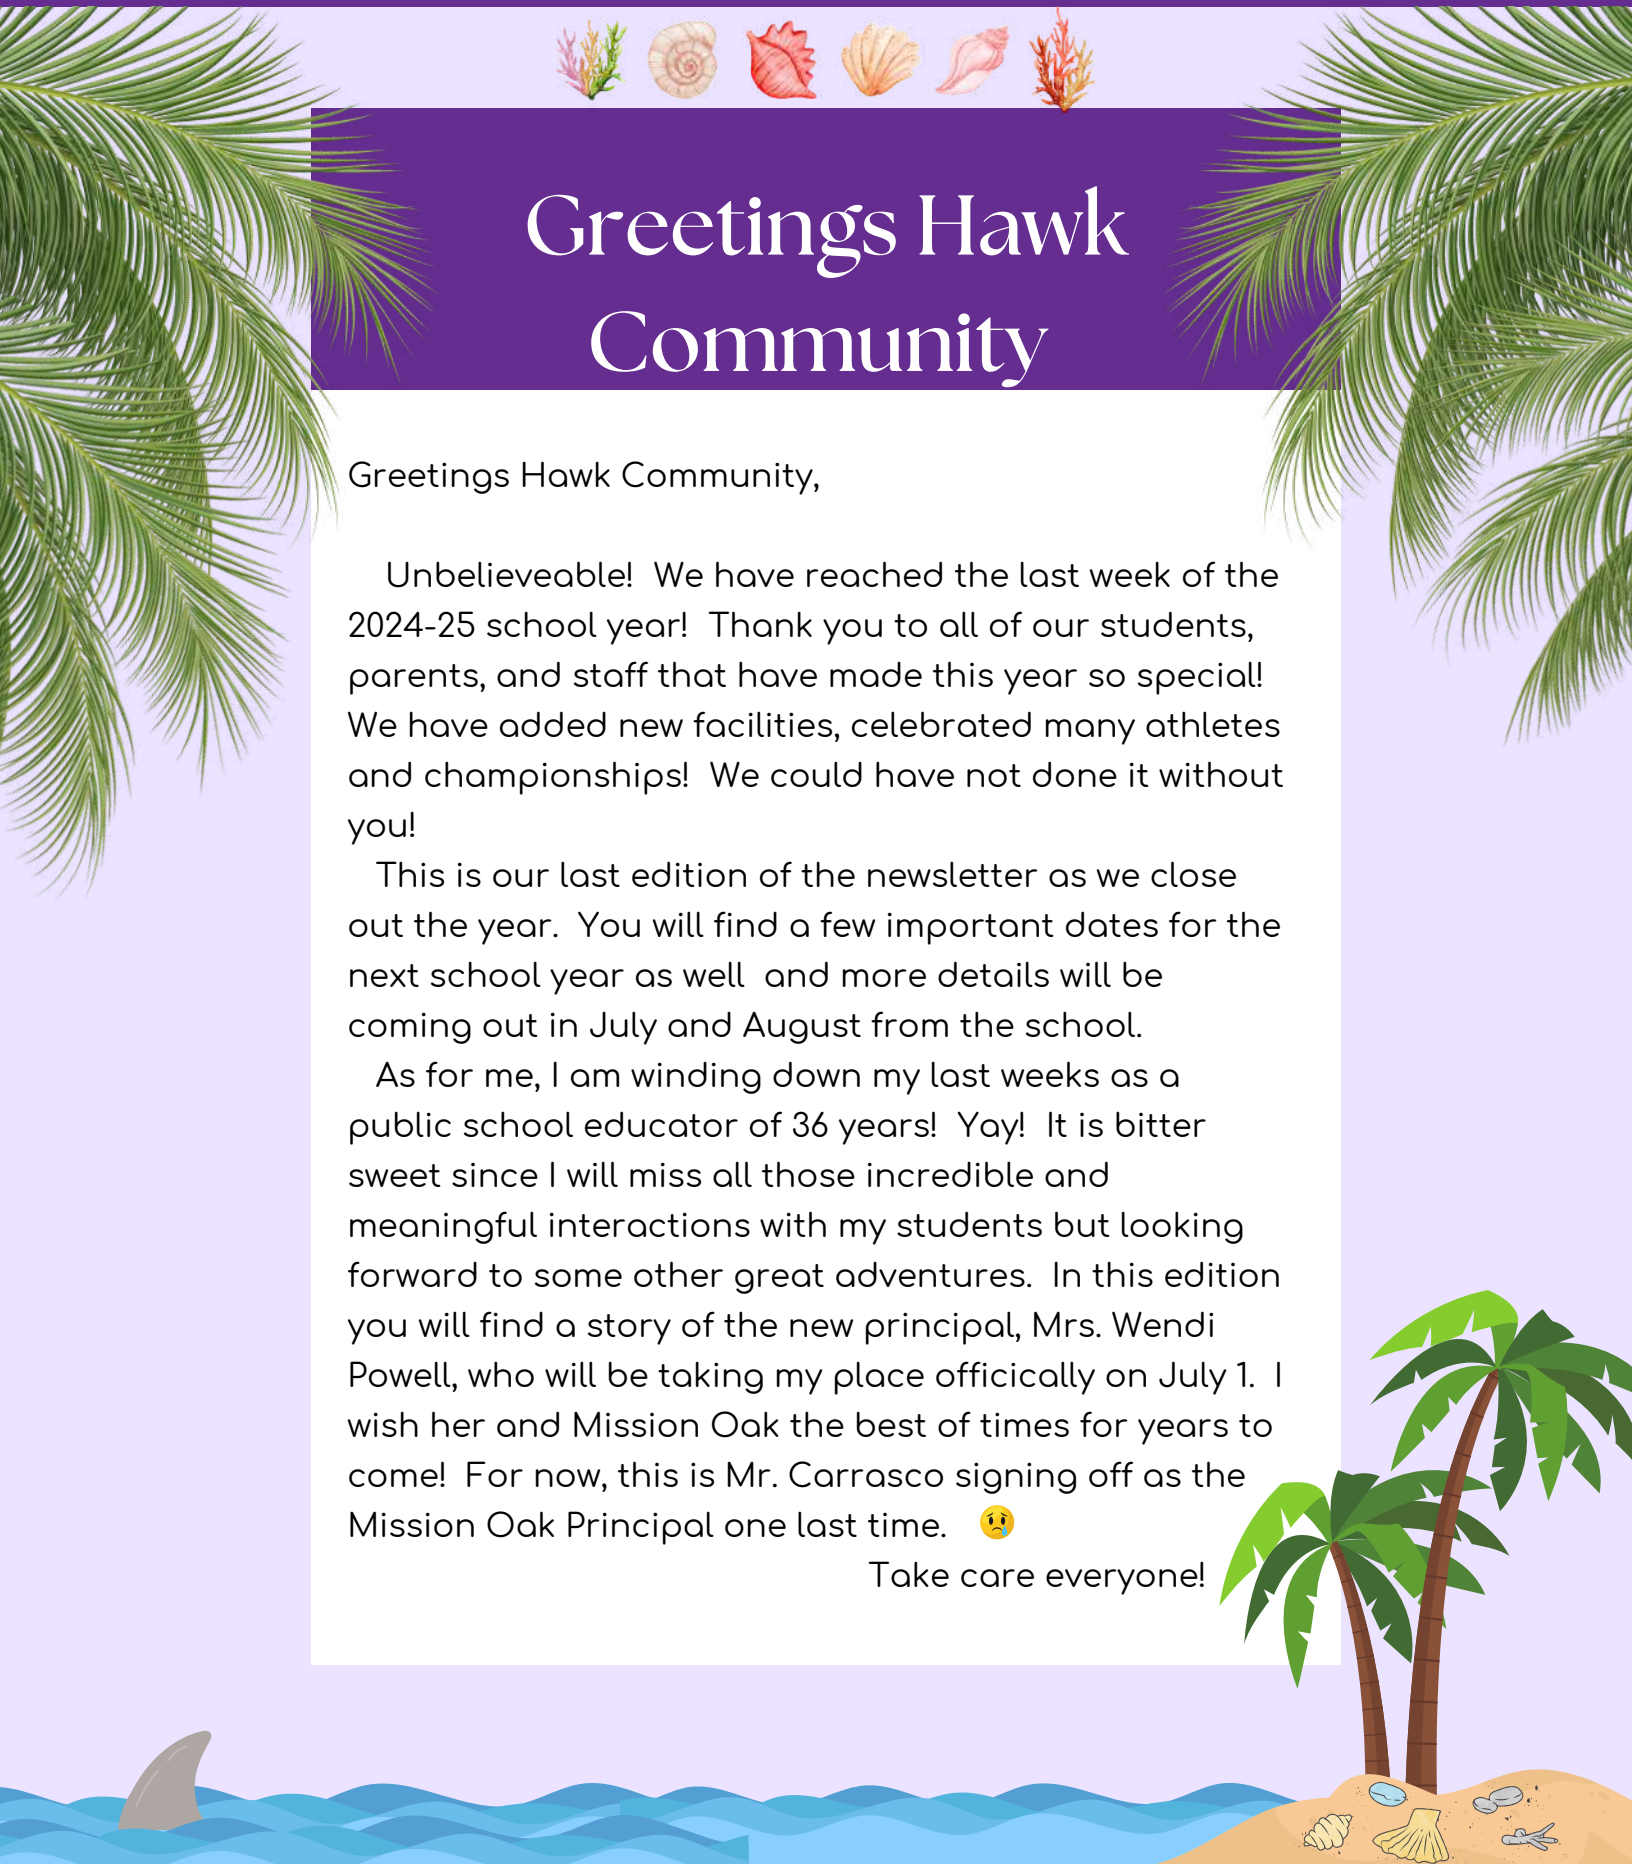 Greetings Hawk
Community
Greetings Hawk Community,
Unbelieveable!  We have reached the last week of the
2024-25 school year!  Thank you to all of our students,
parents, and staff that have made this year so special!
We have added new facilities, celebrated many athletes
and championships!  We could have not done it without
you!
This is our last edition of the newsletter as we close
out the year.  You will find a few important dates for the
next school year as well  and more details will be
coming out in July and August from the school.
As for me, I am winding down my last weeks as a
public school educator of 36 years!  Yay!  It is bitter
sweet since I will miss all those incredible and
meaningful interactions with my students but looking
forward to some other great adventures.  In this edition
you will find a story of the new principal, Mrs. Wendi
Powell, who will be taking my place officically on July 1.  I
wish her and Mission Oak the best of times for years to
come!  For now, this is Mr. Carrasco signing off as the
Mission Oak Principal one last time.   😢
Take care everyone!